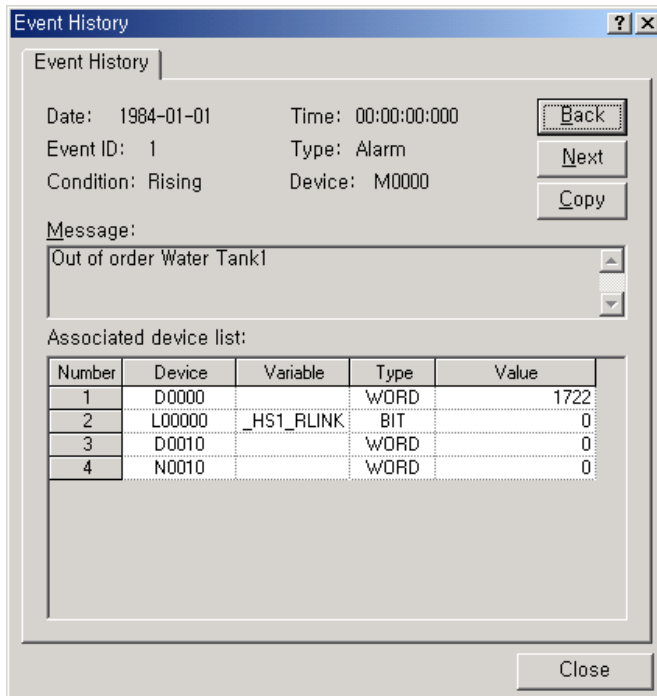 Event History
Event History
Date: 1984-01-01 Time: 00:00:00:000 Back
Event ID: 1 Type: Alarm Next
Condition: Rising Device: M0000 Copy
Message:
Out of order Water Tank1
Associated device list:
Number Device Variable Type Value
1 D0000 WORD 1722
2 L00000 _HS1_RLINK BIT 0
3 D0010 WORD 0
4 N0010 WORD 0
Close